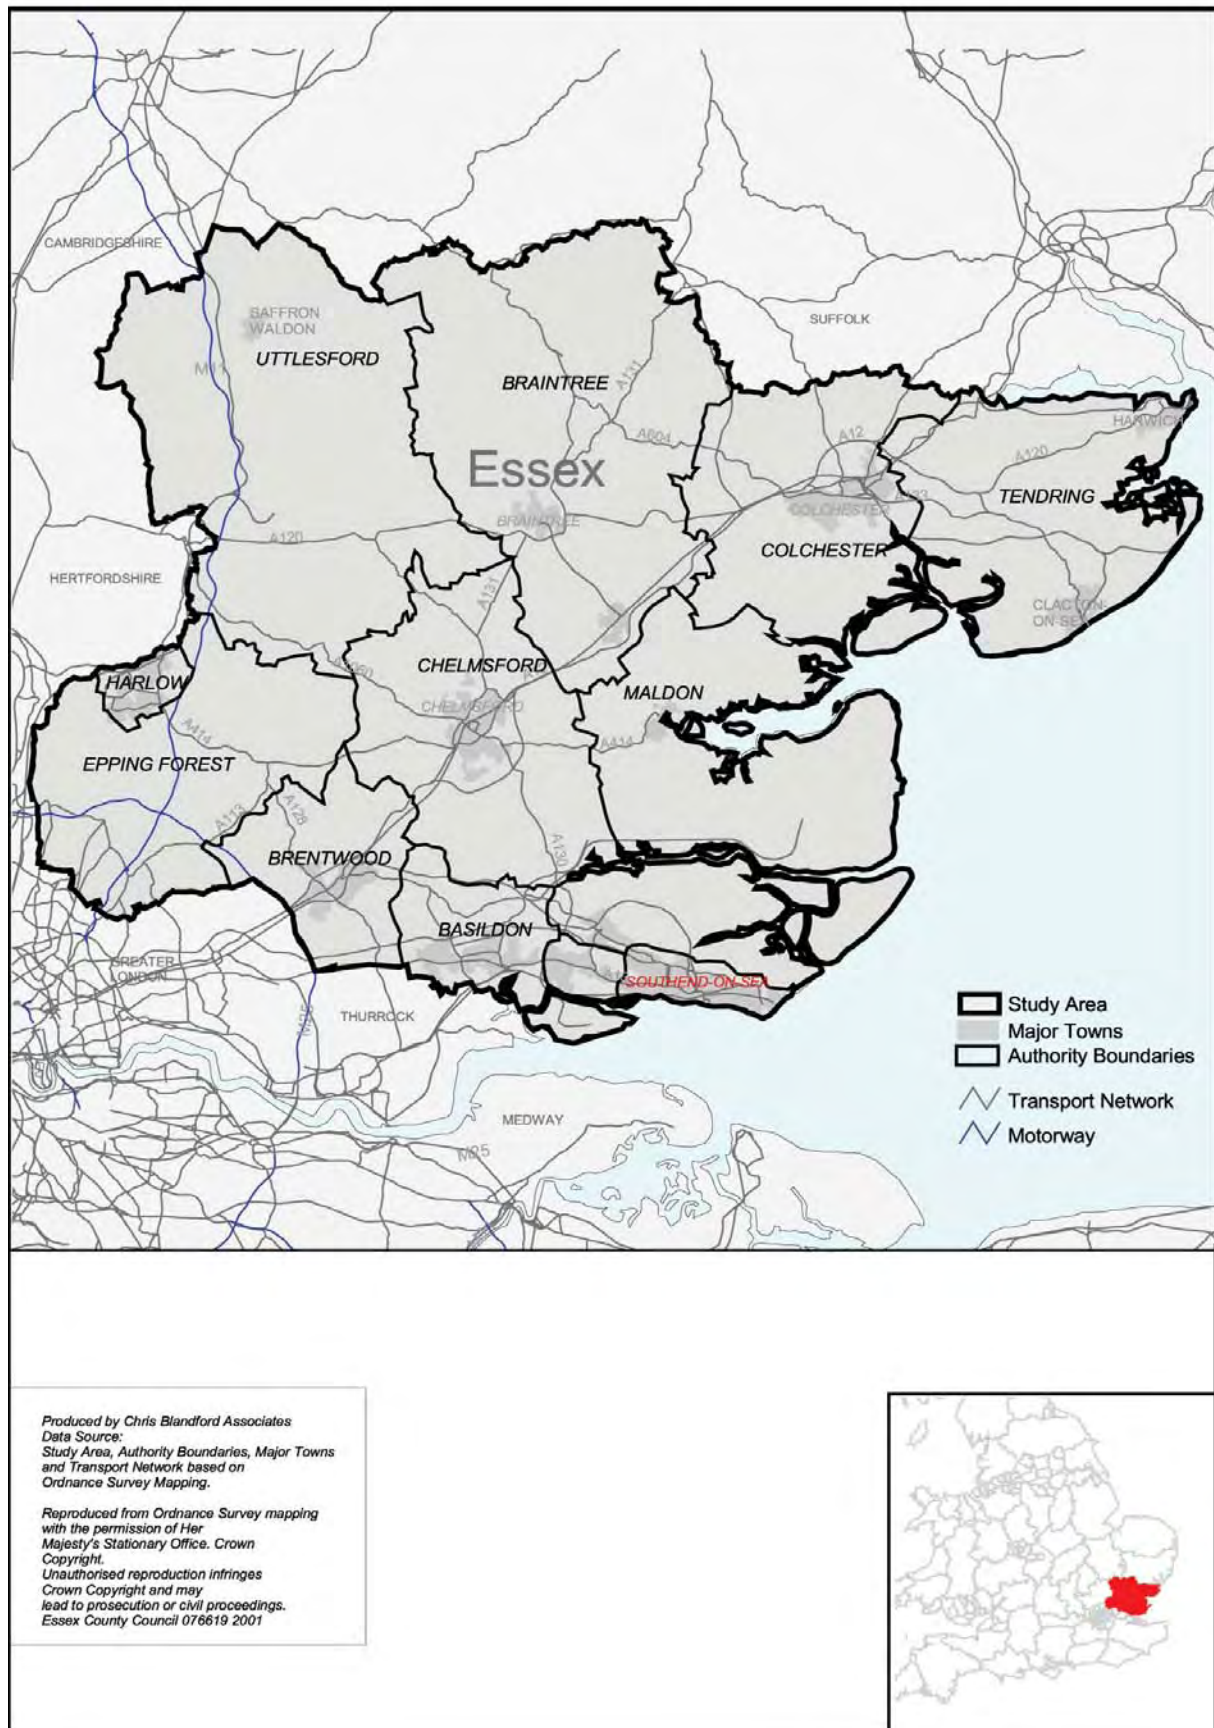 CAMBRIDGESHIRE
BAFFRON
WALDON
UTTLESFORD
M11
SUFFOLK
BRAINTREE
A131
A604
A12
HARWICH
A120
Essex
TENDRING
BRAINTREE
COLCHESTER
A120
COLCHESTER
HERTFORDSHIRE
A131
CLACTON-
ON-SEA
CHELMSFORD
HARLOW
MALDON
CHELMSFORD
A414
A414
EPPING FOREST
A113
A128
A130
BRENTWOOD
BASILDON
GREATER
LONDON
SOUTHEND-ON-SEA
M25
THURROCK
MEDWAY
M25
Study Area
Major Towns
Authority Boundaries
Transport Network
Motorway
Produced by Chris Blandford Associates
Data Source:
Study Area, Authority Boundaries, Major Towns
and Transport Network based on
Ordnance Survey Mapping.
Reproduced from Ordnance Survey mapping
with the permission of Her
Majesty's Stationary Office. Crown
Copyright.
Unauthorised reproduction infringes
Crown Copyright and may
lead to prosecution or civil proceedings.
Essex County Council 076619 2001